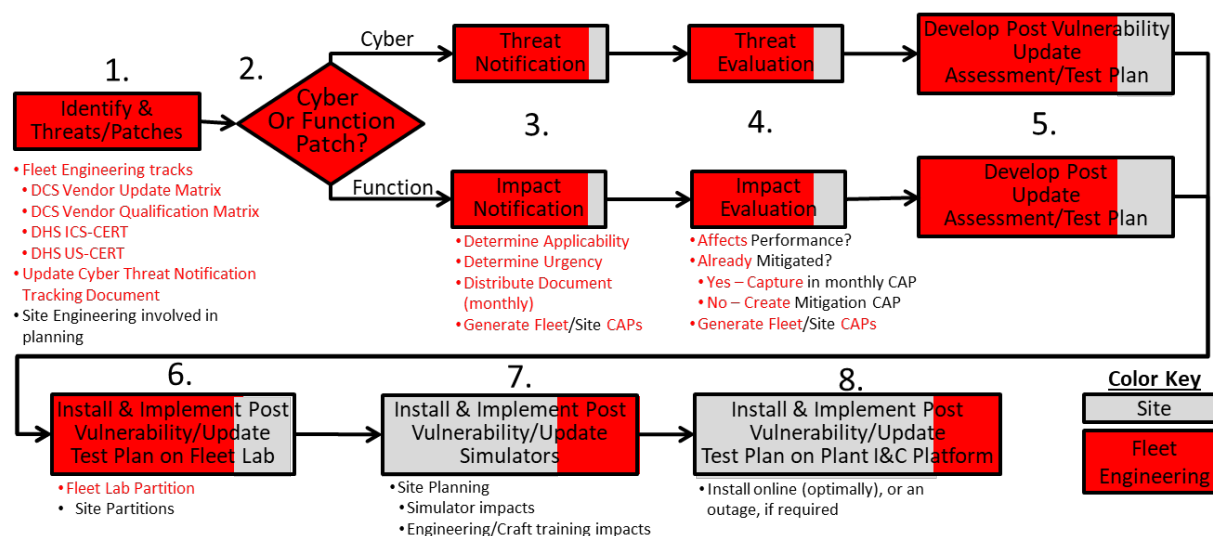 1.
Identify &
Threats/Patches
• Fleet Engineering tracks
• DCS Vendor Update Matrix
• DCS Vendor Qualification Matrix
• DHS ICS-CERT
• DHS US-CERT
• Update Cyber Threat Notification
Tracking Document
• Site Engineering involved in
planning
2.
Cyber
Or Function
Patch?
Cyber
Function
Threat
Notification
3.
Impact
Notification
• Determine Applicability
• Determine Urgency
• Distribute Document
(monthly)
• Generate Fleet/Site CAPs
Threat
Evaluation
4.
Impact
Evaluation
• Affects Performance?
• Already Mitigated?
• Yes – Capture in monthly CAP
• No – Create Mitigation CAP
• Generate Fleet/Site CAPs
Develop Post Vulnerability
Update
Assessment/Test Plan
5.
Develop Post
Update
Assessment/Test Plan
6.
Install & Implement Post
Vulnerability/Update
Test Plan on Fleet Lab
• Fleet Lab Partition
• Site Partitions
7.
Install & Implement Post
Vulnerability/Update
Simulators
• Site Planning
• Simulator impacts
• Engineering/Craft training impacts
8.
Install & Implement Post
Vulnerability/Update
Test Plan on Plant I&C Platform
• Install online (optimally), or an
outage, if required
Color Key
Site
Fleet
Engineering